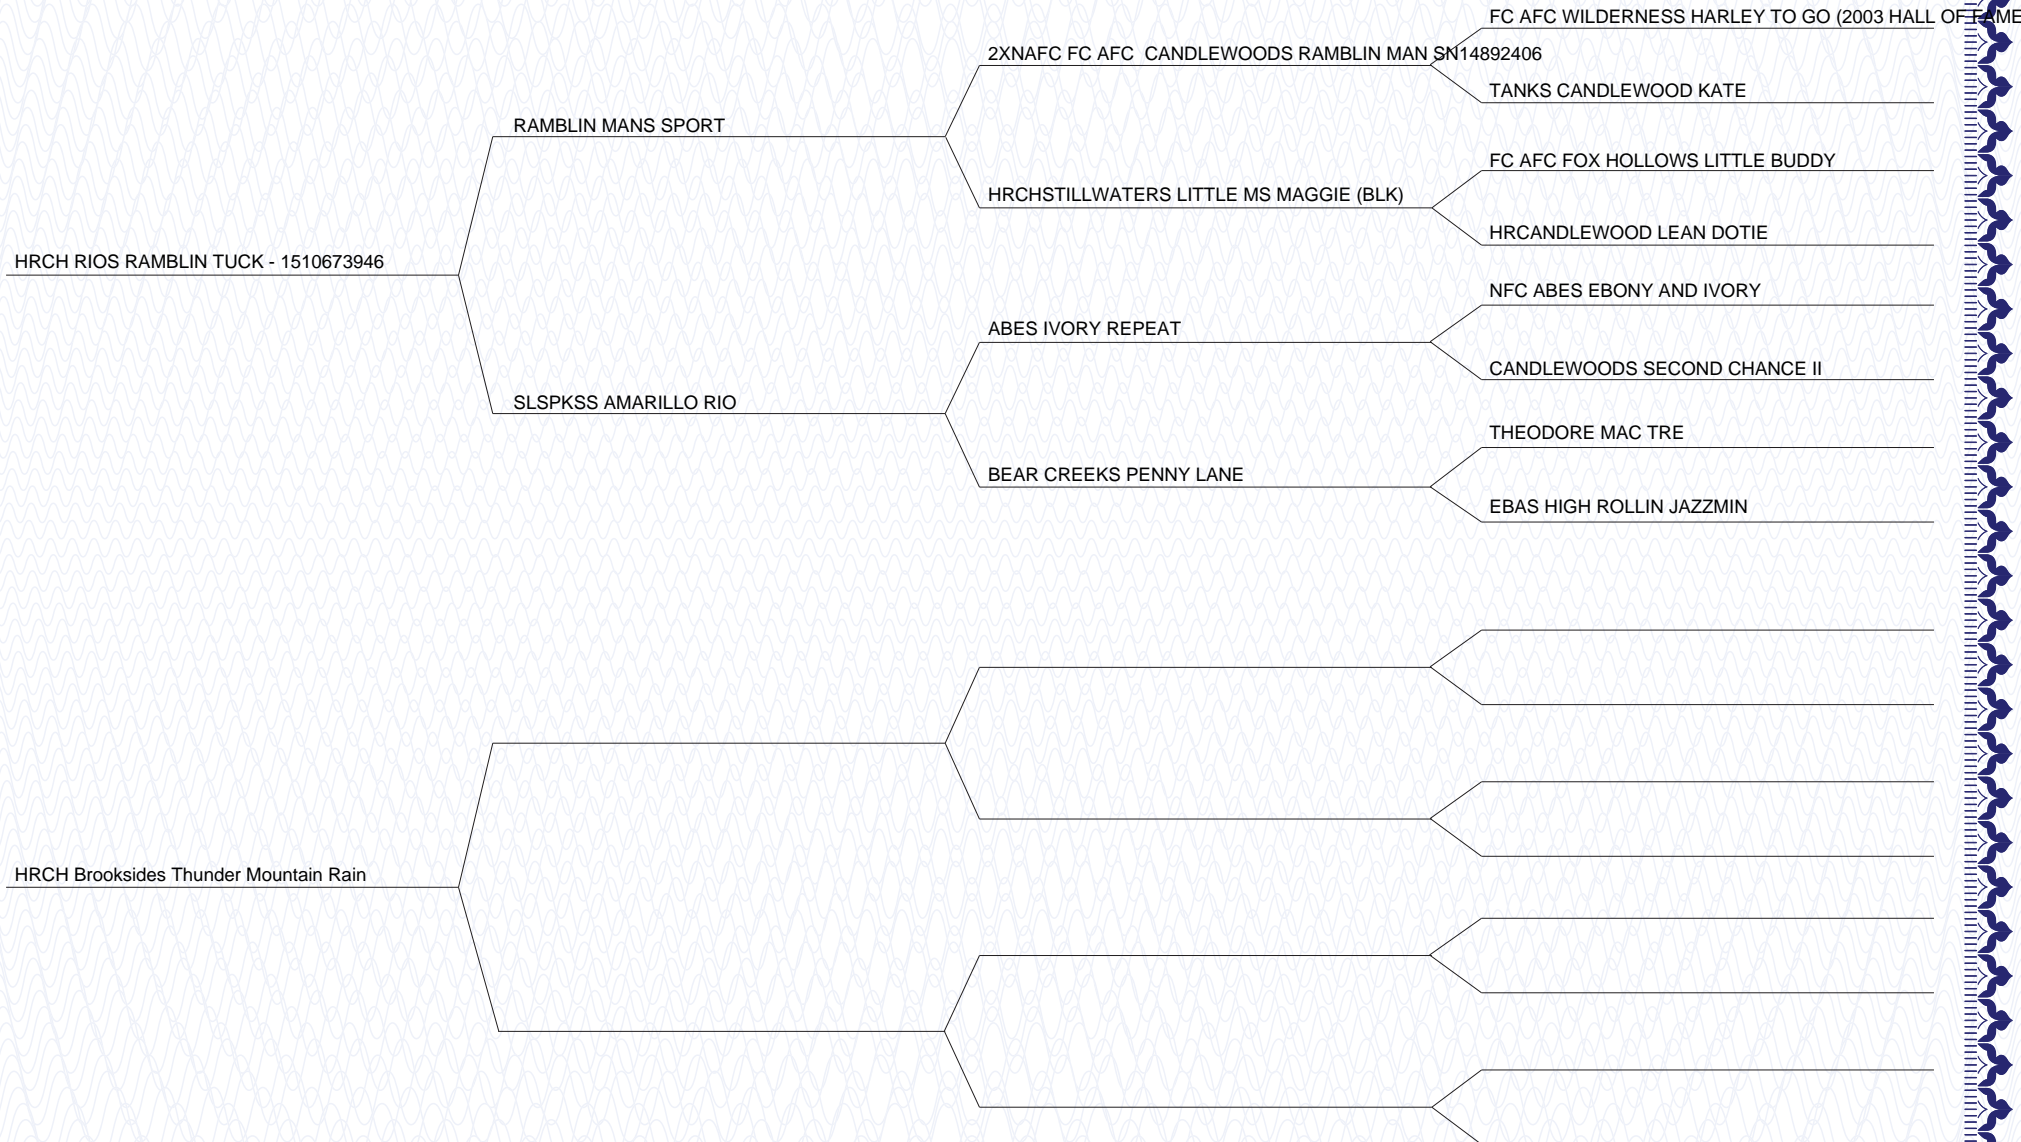 FC AFC WILDERNESS HARLEY TO GO (2003 HALL OF FAME
2XNAFC FC AFC  CANDLEWOODS RAMBLIN MAN SN14892406
TANKS CANDLEWOOD KATE
RAMBLIN MANS SPORT
FC AFC FOX HOLLOWS LITTLE BUDDY
HRCHSTILLWATERS LITTLE MS MAGGIE (BLK)
HRCANDLEWOOD LEAN DOTIE
HRCH RIOS RAMBLIN TUCK - 1510673946
NFC ABES EBONY AND IVORY
ABES IVORY REPEAT
CANDLEWOODS SECOND CHANCE II
SLSPKSS AMARILLO RIO
THEODORE MAC TRE
BEAR CREEKS PENNY LANE
EBAS HIGH ROLLIN JAZZMIN
HRCH Brooksides Thunder Mountain Rain